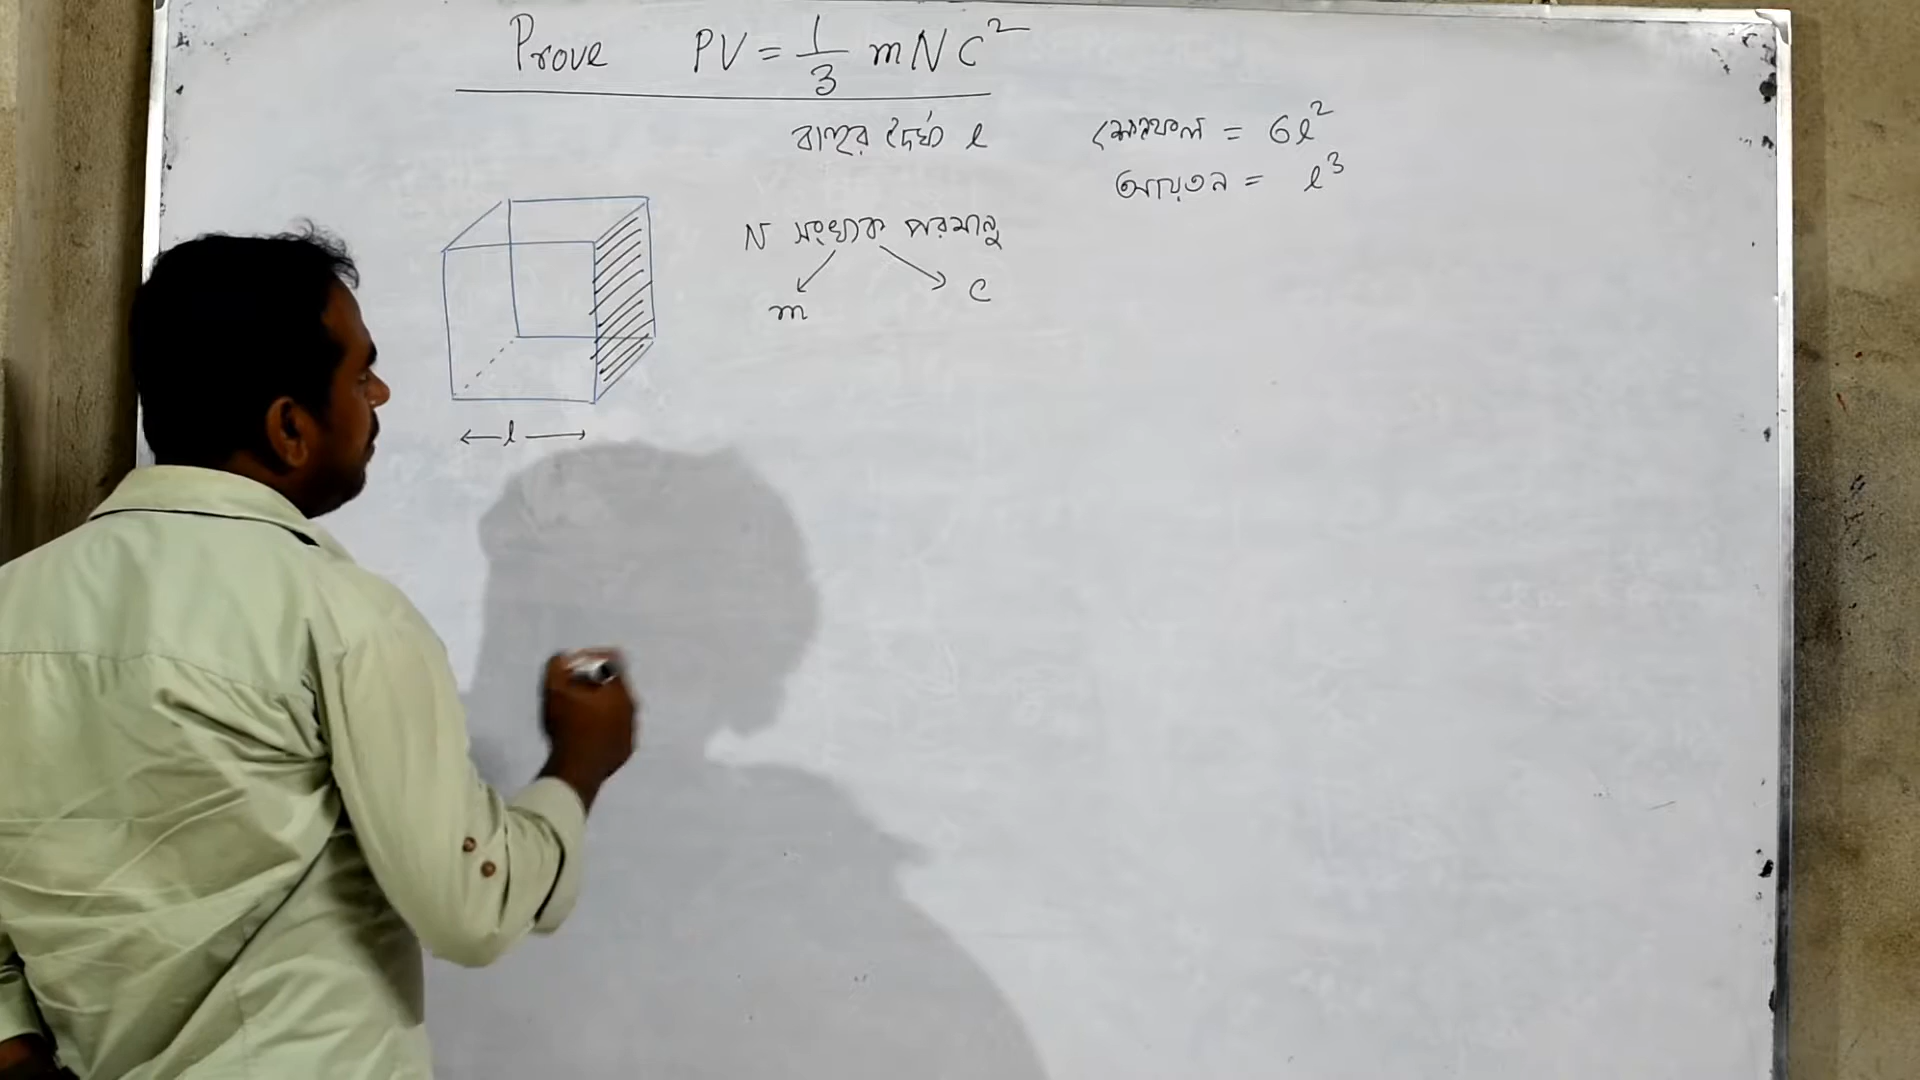 Prove PV = 1/3 mNC²
বাহুর দৈর্ঘ্য l
ক্ষেত্রফল = 6l²
আয়তন = l³
N সংখ্যক পরমানু
m
c
l